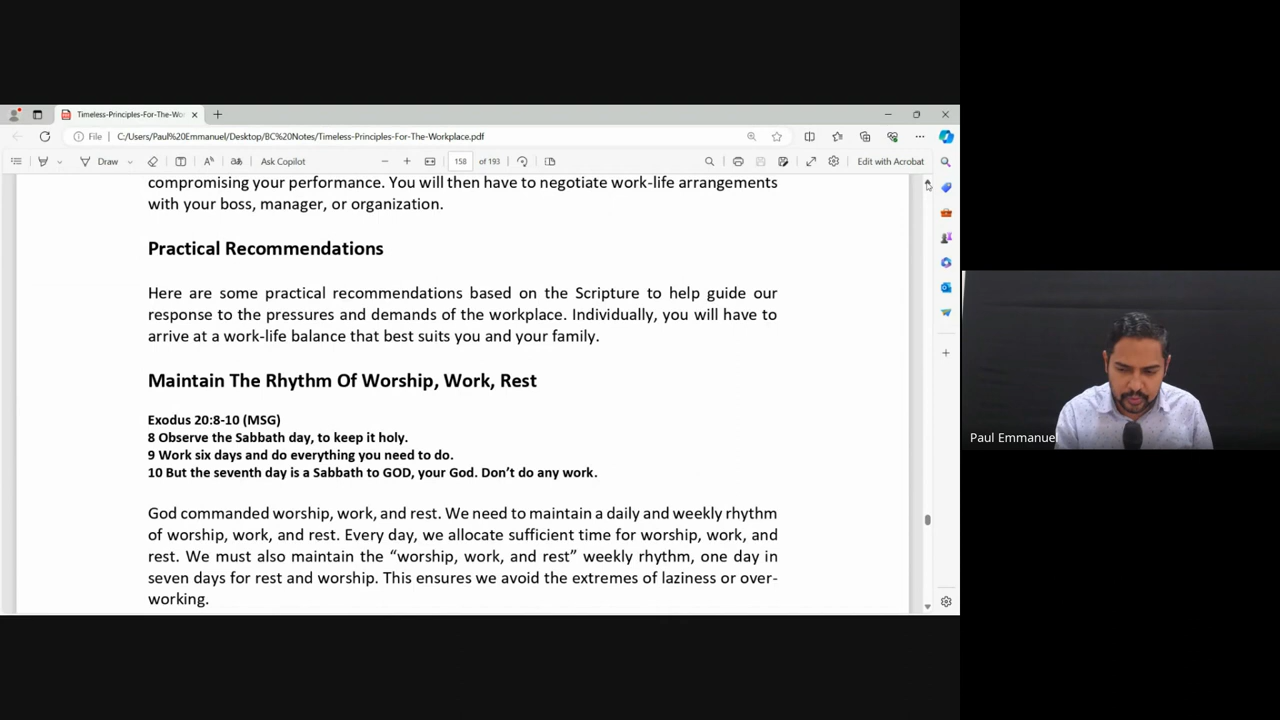 Timeless-Principles-For-The-Wor
File
C:/Users/Paul%20Emmanuel/Desktop/BC%20Notes/Timeless-Principles-For-The-Workplace.pdf
Draw
Ask Copilot
158 of 193
Edit with Acrobat
compromising your performance. You will then have to negotiate work-life arrangements
with your boss, manager, or organization.
Practical Recommendations
Here are some practical recommendations based on the Scripture to help guide our
response to the pressures and demands of the workplace. Individually, you will have to
arrive at a work-life balance that best suits you and your family.
Maintain The Rhythm Of Worship, Work, Rest
Exodus 20:8-10 (MSG)
8 Observe the Sabbath day, to keep it holy.
9 Work six days and do everything you need to do.
10 But the seventh day is a Sabbath to GOD, your God. Don’t do any work.
God commanded worship, work, and rest. We need to maintain a daily and weekly rhythm
of worship, work, and rest. Every day, we allocate sufficient time for worship, work, and
rest. We must also maintain the “worship, work, and rest” weekly rhythm, one day in
seven days for rest and worship. This ensures we avoid the extremes of laziness or over-
working.
Paul Emmanuel